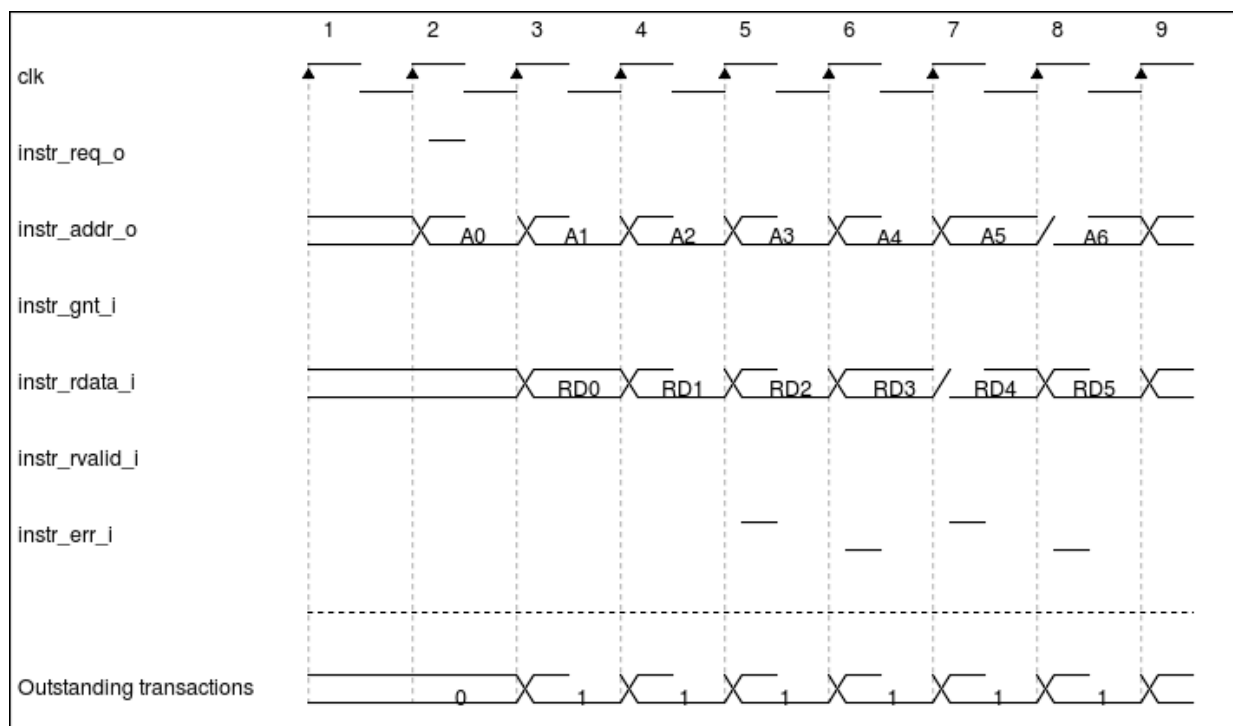 1 2 3 4 5 6 7 8 9
clk
instr_req_o
instr_addr_o A0 A1 A2 A3 A4 A5 A6
instr_gnt_i
instr_rdata_i RD0 RD1 RD2 RD3 RD4 RD5
instr_rvalid_i
instr_err_i
Outstanding transactions 0 1 1 1 1 1 1